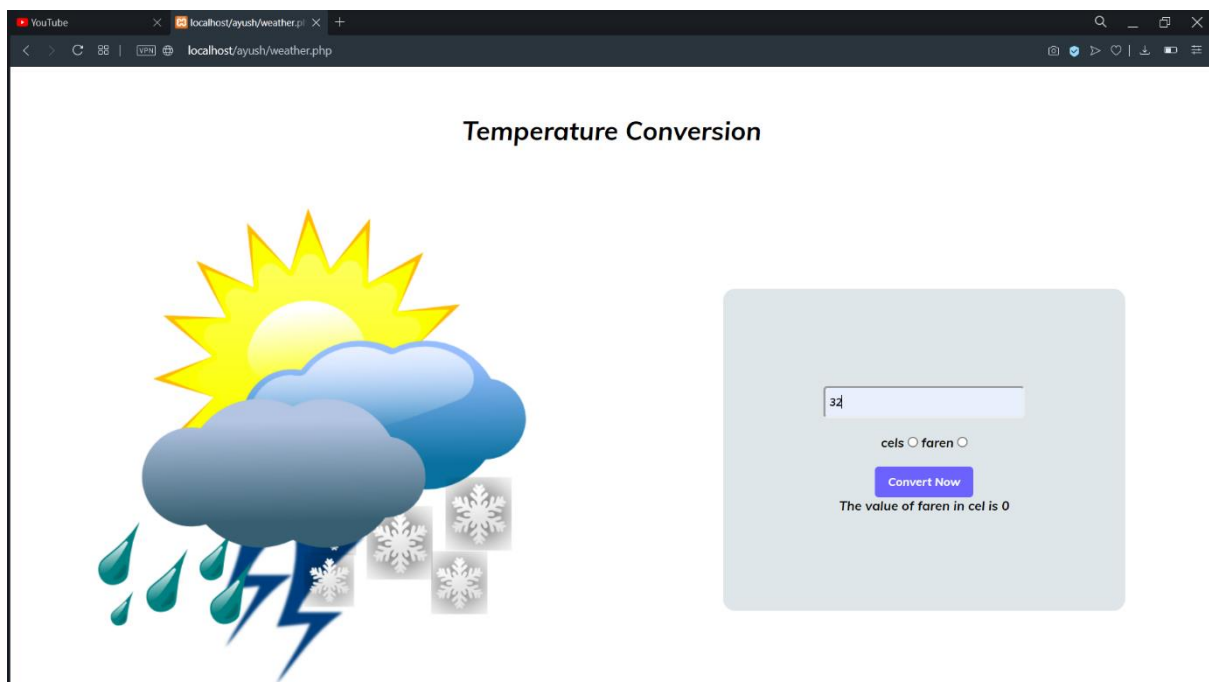 YouTube
localhost/ayush/weather.p
VPN
localhost/ayush/weather.php
Temperature Conversion
32
cels faren
Convert Now
The value of faren in cel is 0